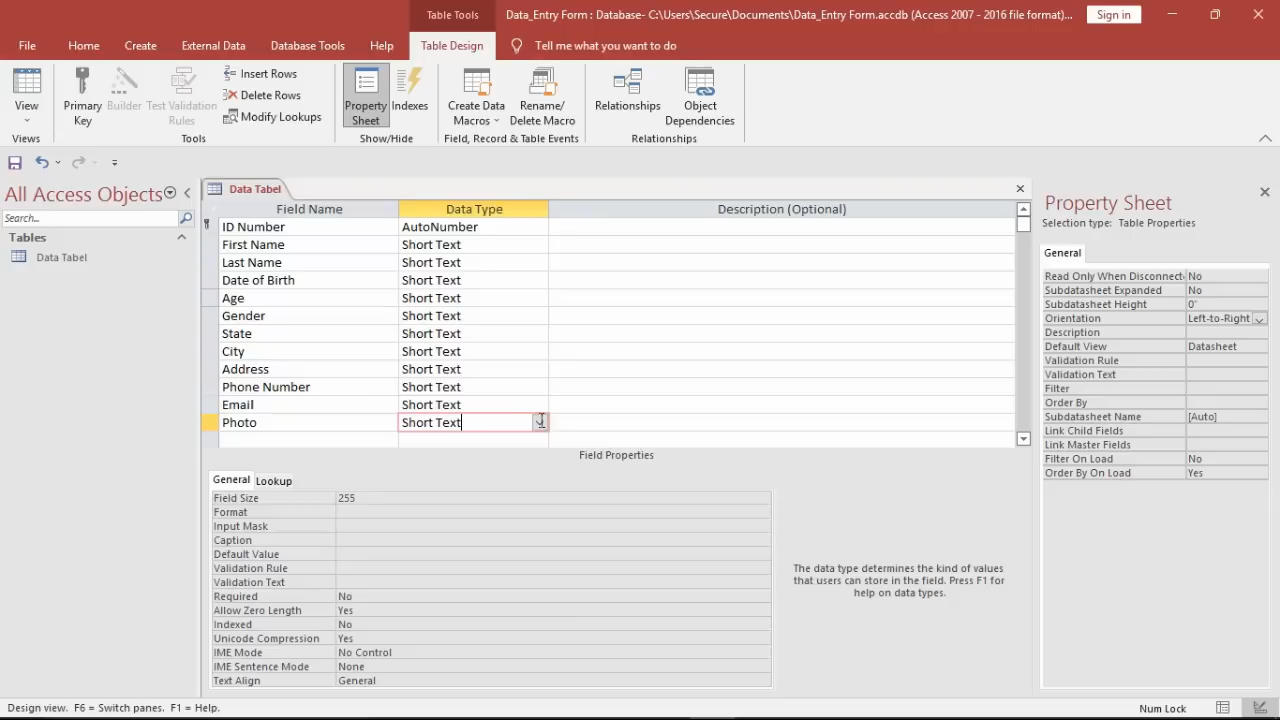 Table Tools
Data_Entry Form : Database- C:\Users\Secure\Documents\Data_Entry Form.accdb (Access 2007 - 2016 file format)...
Sign in
File
Home
Create
External Data
Database Tools
Help
Table Design
Tell me what you want to do
View
Primary Key
Builder
Test Validation Rules
Insert Rows
Delete Rows
Modify Lookups
Property Sheet
Indexes
Create Data Macros
Rename/ Delete Macro
Relationships
Object Dependencies
Views
Tools
Show/Hide
Field, Record & Table Events
Relationships
All Access Objects
Search...
Tables
Data Tabel
Data Tabel
Field Name Data Type Description (Optional)
ID Number AutoNumber
First Name Short Text
Last Name Short Text
Date of Birth Short Text
Age Short Text
Gender Short Text
State Short Text
City Short Text
Address Short Text
Phone Number Short Text
Email Short Text
Photo Short Text
Field Properties
General Lookup
Field Size 255
Format
Input Mask
Caption
Default Value
Validation Rule
Validation Text
Required No
Allow Zero Length Yes
Indexed No
Unicode Compression Yes
IME Mode No Control
IME Sentence Mode None
Text Align General
The data type determines the kind of values
that users can store in the field. Press F1 for
help on data types.
Property Sheet
Selection type: Table Properties
General
Read Only When Disconnect No
Subdatasheet Expanded No
Subdatasheet Height 0"
Orientation Left-to-Right
Description
Default View Datasheet
Validation Rule
Validation Text
Filter
Order By
Subdatasheet Name [Auto]
Link Child Fields
Link Master Fields
Filter On Load No
Order By On Load Yes
Design view. F6 = Switch panes. F1 = Help.
Num Lock